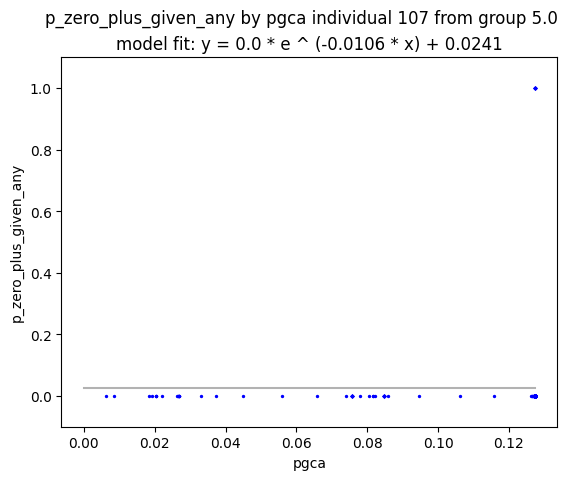 p_zero_plus_given_any by pgca individual 107 from group 5.0
model fit: y = 0.0 * e ^ (-0.0106 * x) + 0.0241
1.0
0.8
0.6
0.4
0.2
0.0
p_zero_plus_given_any
0.00 0.02 0.04 0.06 0.08 0.10 0.12
pgca